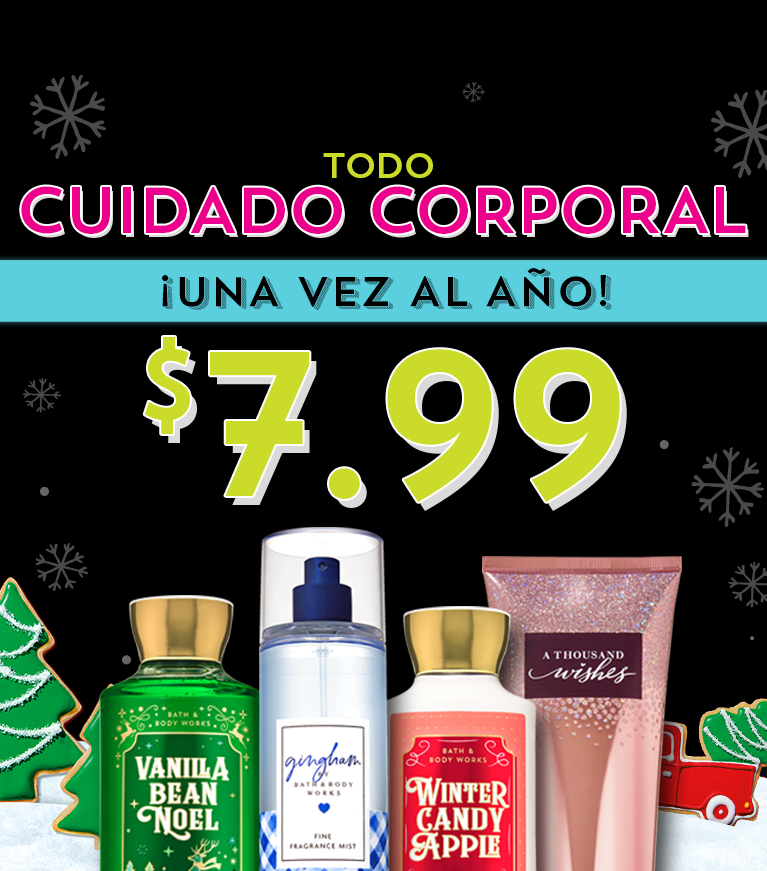 TODO
CUIDADO CORPORAL
¡UNA VEZ AL AÑO!
$7.99
BATH &
BODY WORKS
VANILLA
BEAN
NOEL
gingham
BY
BATH & BODY
WORKS
FINE
FRAGRANCE MIST
BATH &
BODY WORKS
WINTER
CANDY
APPLE
A THOUSAND
wishes